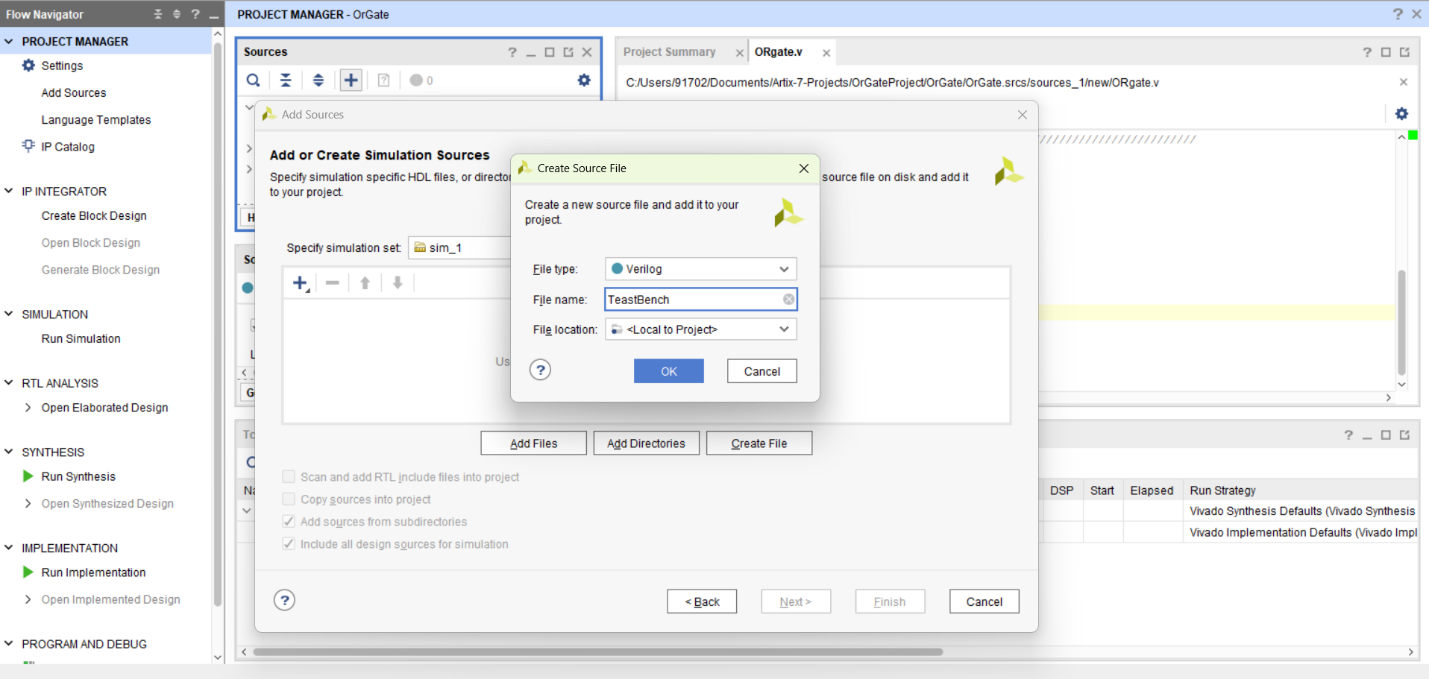 Flow Navigator
PROJECT MANAGER - OrGate
PROJECT MANAGER
Settings
Add Sources
Language Templates
IP Catalog
IP INTEGRATOR
Create Block Design
Open Block Design
Generate Block Design
SIMULATION
Run Simulation
RTL ANALYSIS
Open Elaborated Design
SYNTHESIS
Run Synthesis
Open Synthesized Design
IMPLEMENTATION
Run Implementation
Open Implemented Design
PROGRAM AND DEBUG
Sources
0
Project Summary
ORgate.v
C:/Users/91702/Documents/Artix-7-Projects/OrGateProject/OrGate/OrGate.srcs/sources_1/new/ORgate.v
Add Sources
Add or Create Simulation Sources
Specify simulation specific HDL files, or directo
source file on disk and add it
to your project.
Specify simulation set:
sim_1
Us
Create Source File
Create a new source file and add it to your
project.
File type:
Verilog
File name:
TeastBench
File location:
<Local to Project>
OK
Cancel
Add Files
Add Directories
Create File
Scan and add RTL include files into project
Copy sources into project
Add sources from subdirectories
Include all design sources for simulation
< Back
Next >
Finish
Cancel
DSP
Start
Elapsed
Run Strategy
Vivado Synthesis Defaults (Vivado Synthesis
Vivado Implementation Defaults (Vivado Impl